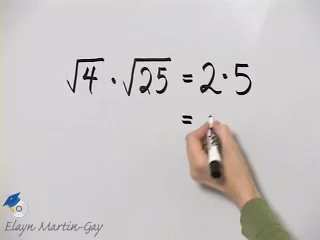 √4 · √25 = 2 · 5
=
Elayn Martin-Gay